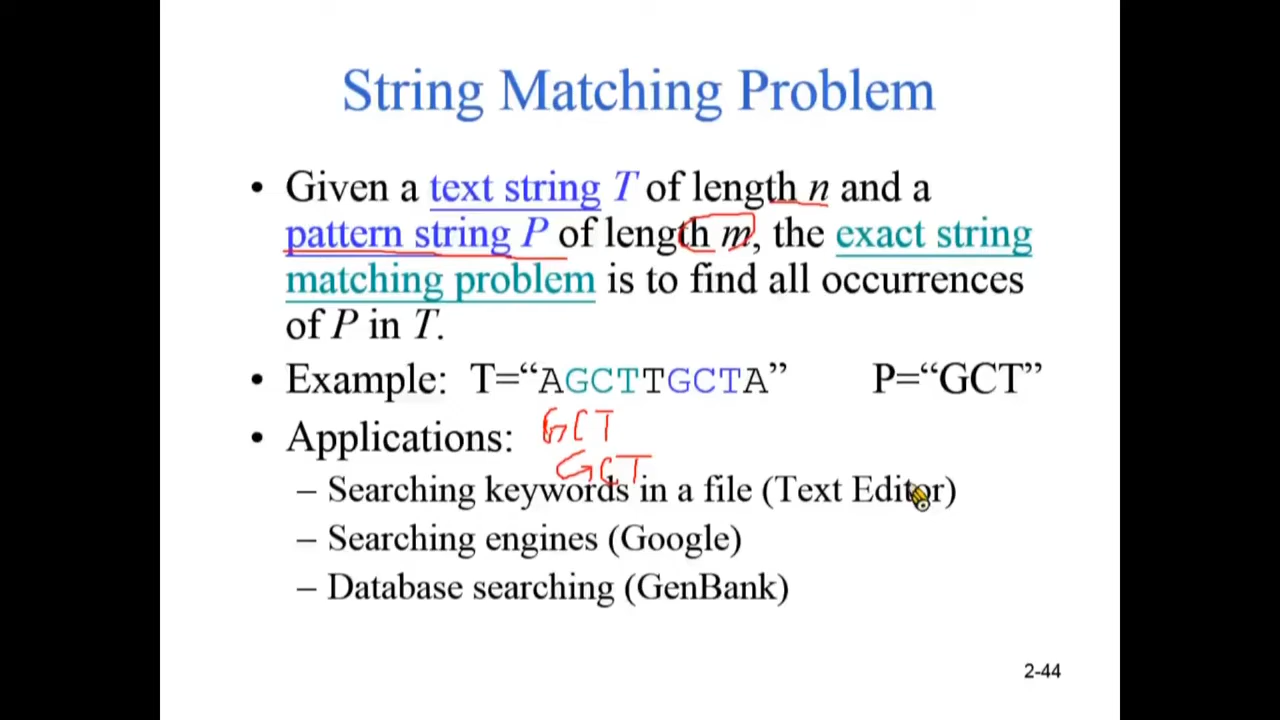 String Matching Problem
• Given a text string T of length n and a
pattern string P of length m, the exact string
matching problem is to find all occurrences
of P in T.
• Example: T=“AGCTTGCTA” P=“GCT”
• Applications:
GCT
GCT
– Searching keywords in a file (Text Editor)
– Searching engines (Google)
– Database searching (GenBank)
2-44